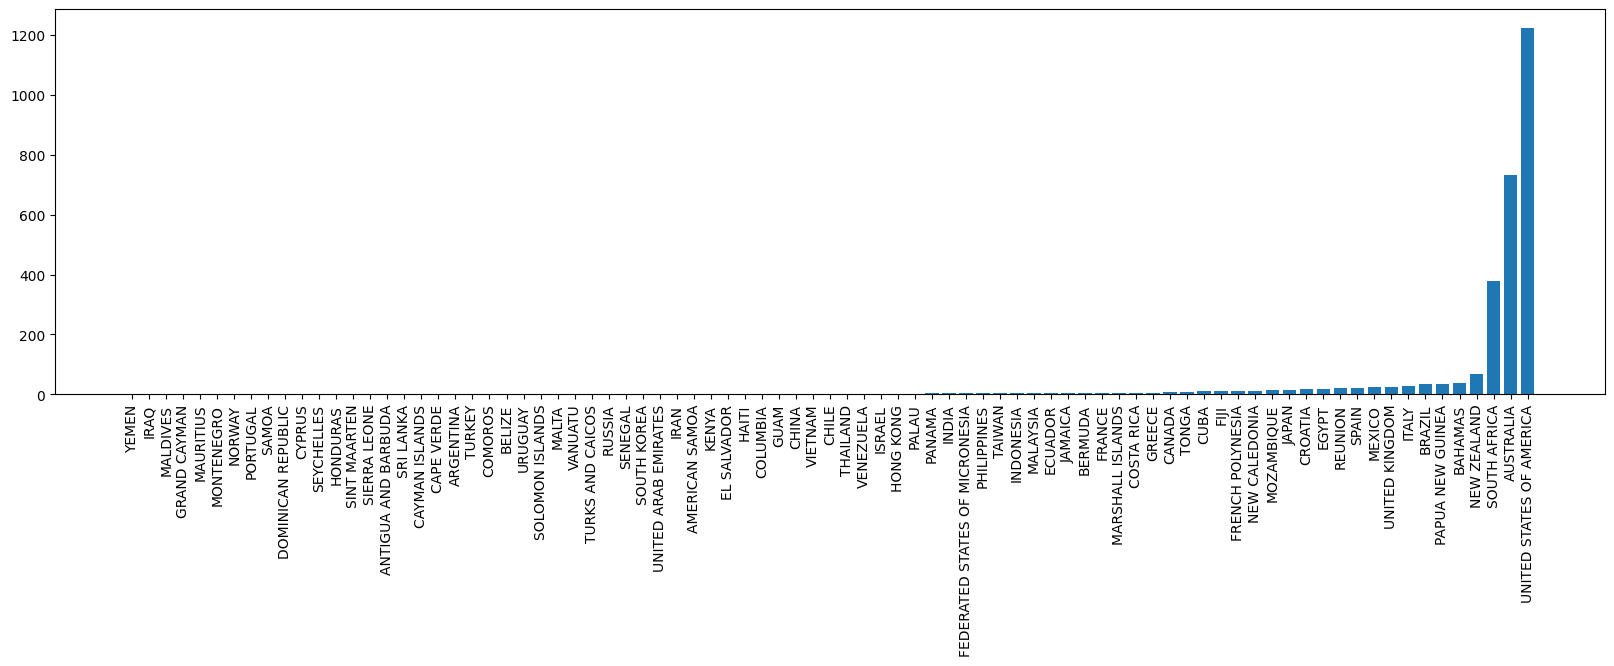 1200
1000
800
600
400
200
0
YEMEN
IRAQ
MALDIVES
GRAND CAYMAN
MAURITIUS
MONTENEGRO
NORWAY
PORTUGAL
SAMOA
DOMINICAN REPUBLIC
CYPRUS
SEYCHELLES
HONDURAS
SINT MAARTEN
SIERRA LEONE
ANTIGUA AND BARBUDA
SRI LANKA
CAYMAN ISLANDS
CAPE VERDE
ARGENTINA
TURKEY
COMOROS
BELIZE
URUGUAY
SOLOMON ISLANDS
MALTA
VANUATU
TURKS AND CAICOS
RUSSIA
SENEGAL
SOUTH KOREA
UNITED ARAB EMIRATES
IRAN
AMERICAN SAMOA
KENYA
EL SALVADOR
HAITI
COLUMBIA
GUAM
CHINA
VIETNAM
CHILE
THAILAND
VENEZUELA
ISRAEL
HONG KONG
PALAU
PANAMA
INDIA
FEDERATED STATES OF MICRONESIA
PHILIPPINES
TAIWAN
INDONESIA
MALAYSIA
ECUADOR
JAMAICA
BERMUDA
FRANCE
MARSHALL ISLANDS
COSTA RICA
GREECE
CANADA
TONGA
CUBA
FIJI
FRENCH POLYNESIA
NEW CALEDONIA
MOZAMBIQUE
JAPAN
CROATIA
EGYPT
REUNION
SPAIN
MEXICO
UNITED KINGDOM
ITALY
BRAZIL
PAPUA NEW GUINEA
BAHAMAS
NEW ZEALAND
SOUTH AFRICA
AUSTRALIA
UNITED STATES OF AMERICA